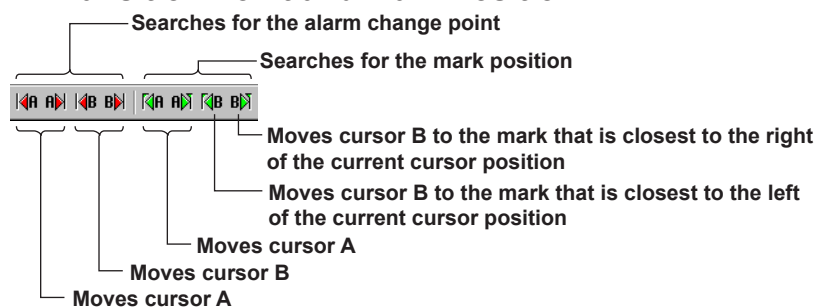 Searches for the alarm change point
Searches for the mark position
A A B B A A B B
Moves cursor B to the mark that is closest to the right
of the current cursor position
Moves cursor B to the mark that is closest to the left
of the current cursor position
Moves cursor A
Moves cursor B
Moves cursor A